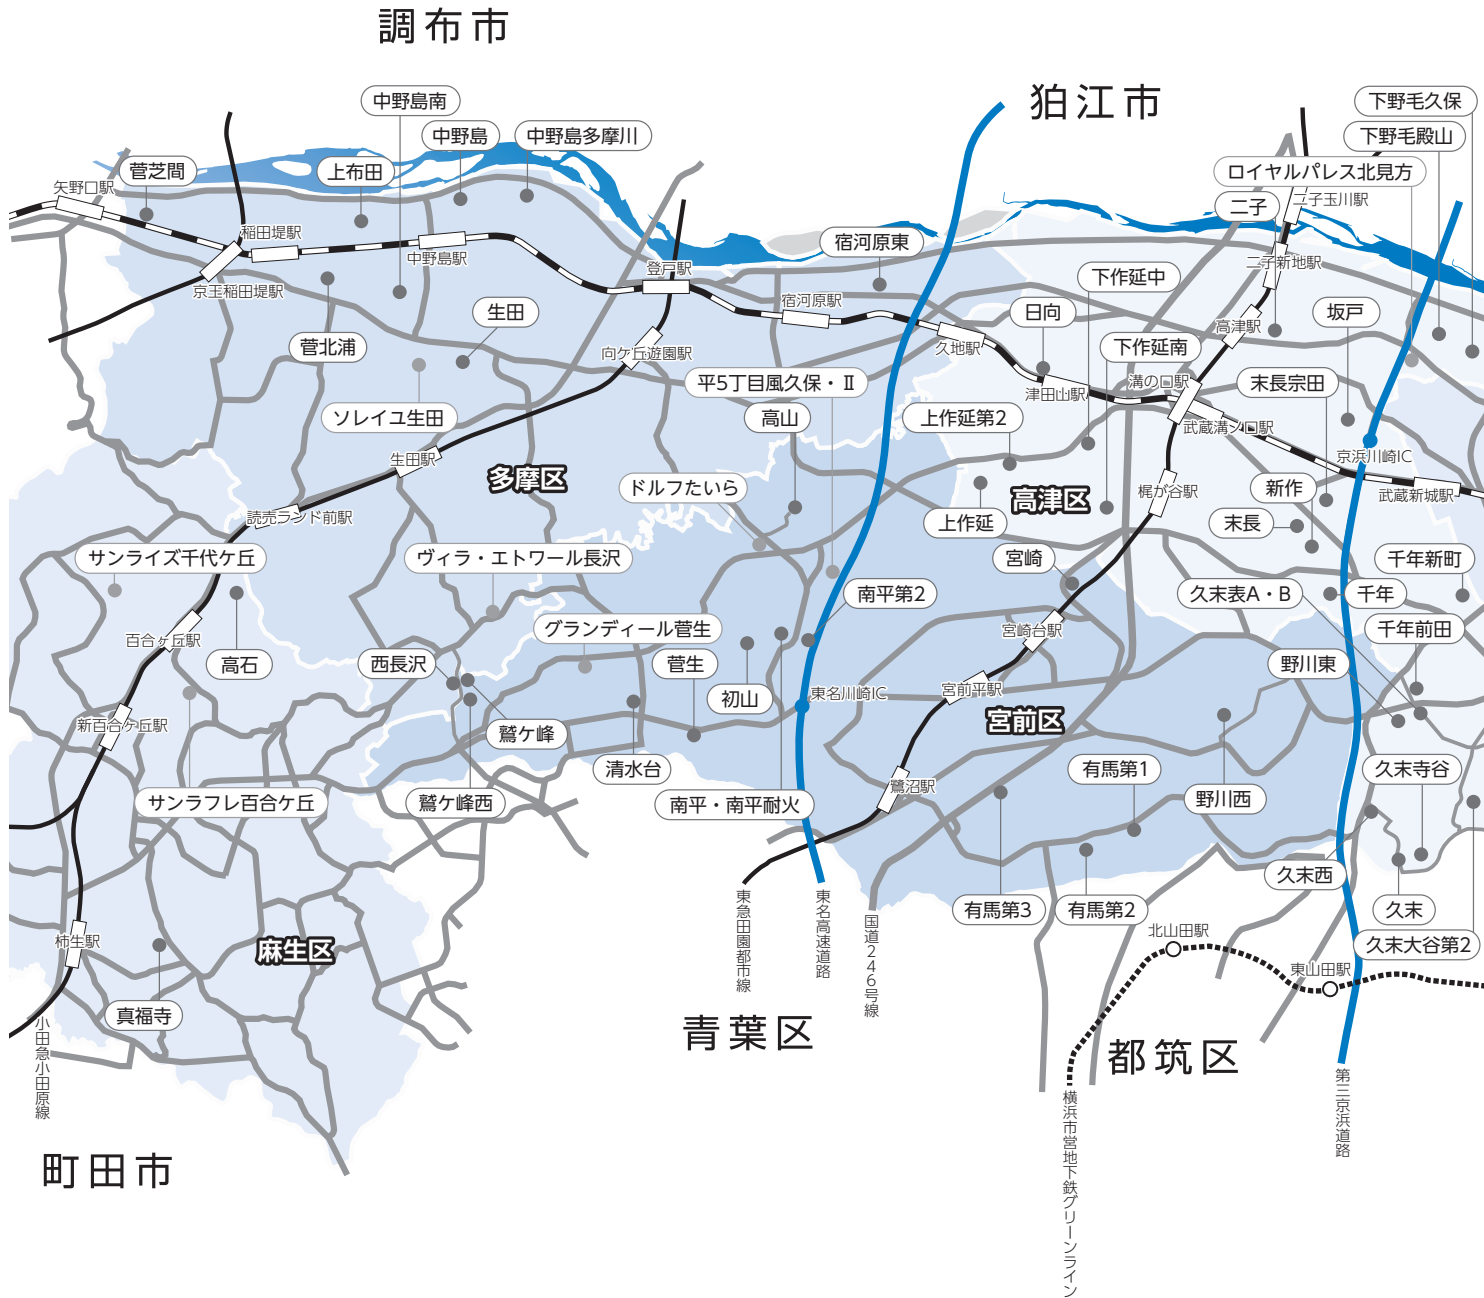 調布市
狛江市
中野島南
下野毛久保
中野島
中野島多摩川
下野毛殿山
菅芝間
上布田
ロイヤルパレス北見方
矢野口駅
二子
二子玉川駅
稲田堤駅
宿河原東
中野島駅
登戸駅
二子新地駅
下作延中
京王稲田堤駅
宿河原駅
生田
日向
坂戸
高津駅
菅北浦
向ケ丘遊園駅
久地駅
下作延南
平5丁目風久保・Ⅱ
溝の口駅
末長宗田
津田山駅
ソレイユ生田
高山
上作延第2
武蔵溝ノ口駅
生田駅
京浜川崎IC
多摩区
ドルフたいら
高津区
梶が谷駅
新作
武蔵新城駅
読売ランド前駅
上作延
末長
サンライズ千代ケ丘
ヴィラ・エトワール長沢
宮崎
千年新町
南平第2
久末表A・B
千年
グランディール菅生
宮崎台駅
千年前田
百合ヶ丘駅
高石
西長沢
菅生
野川東
初山
東名川崎IC
宮前平駅
新百合ケ丘駅
鷲ケ峰
宮前区
清水台
有馬第1
久末寺谷
鷺沼駅
サンラフレ百合ケ丘
鷲ケ峰西
南平・南平耐火
野川西
久末西
東急田園都市線
東名高速道路
国道246号線
有馬第3
有馬第2
久末
北山田駅
柿生駅
麻生区
久末大谷第2
東山田駅
真福寺
小田急小田原線
青葉区
都筑区
第三京浜道路
横浜市営地下鉄グリーンライン
町田市